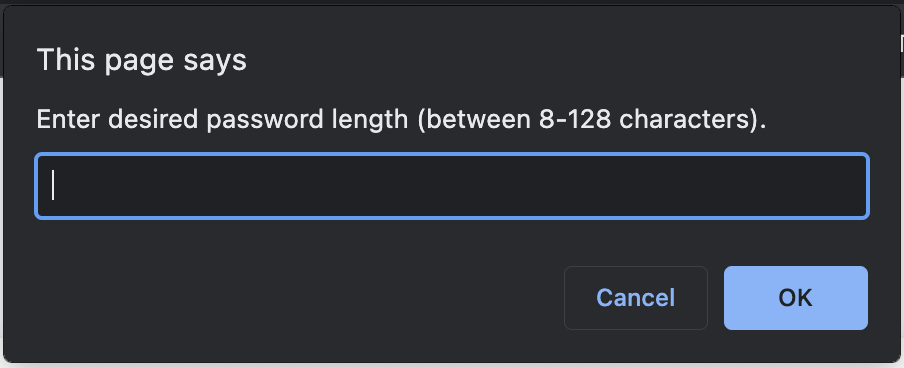 This page says
Enter desired password length (between 8-128 characters).
Cancel
OK